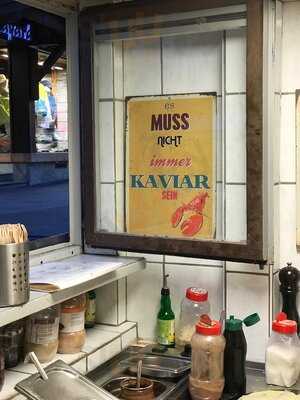 es
MUSS
nicht
immer
KAVIAR
SEIN